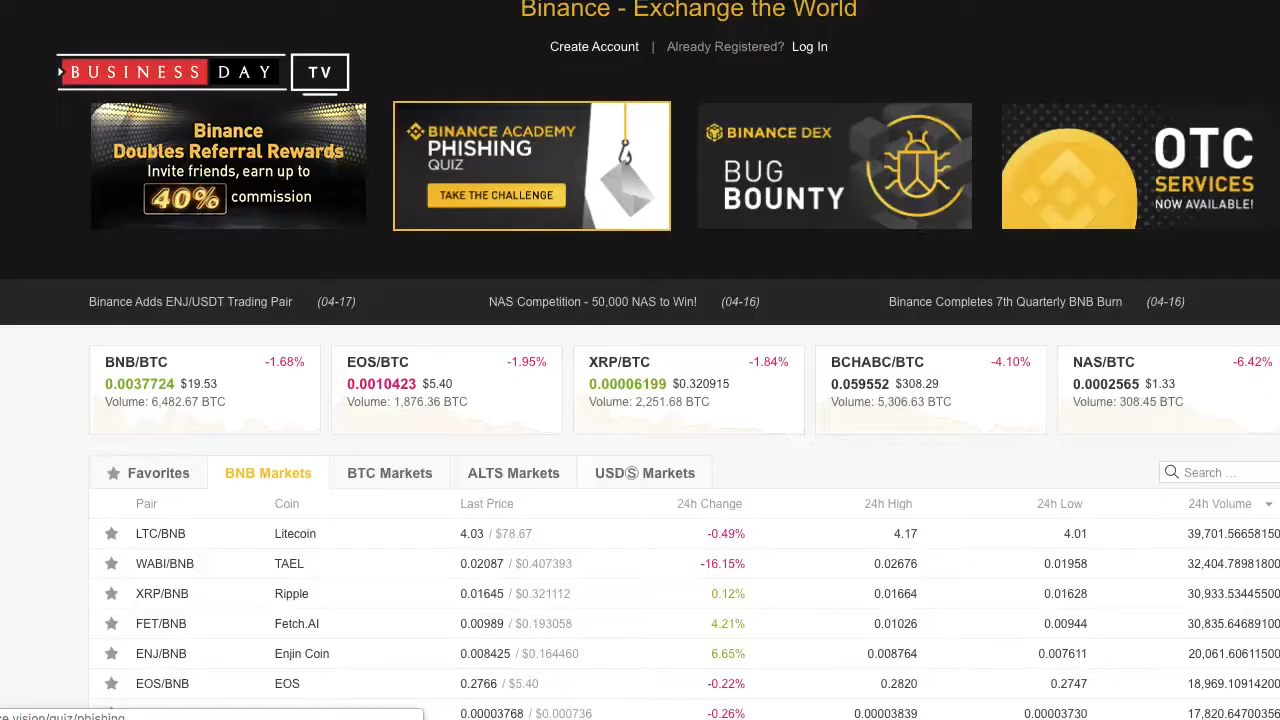 Binance - Exchange the World
Create Account | Already Registered? Log In
BUSINESS DAY TV
Binance
Doubles Referral Rewards
Invite friends, earn up to
40% commission
BINANCE ACADEMY
PHISHING
QUIZ
TAKE THE CHALLENGE
BINANCE DEX
BUG
BOUNTY
OTC
SERVICES
NOW AVAILABLE!
Binance Adds ENJ/USDT Trading Pair (04-17)
NAS Competition - 50,000 NAS to Win! (04-16)
Binance Completes 7th Quarterly BNB Burn (04-16)
BNB/BTC -1.68%
0.0037724 $19.53
Volume: 6,482.67 BTC
EOS/BTC -1.95%
0.0010423 $5.40
Volume: 1,876.36 BTC
XRP/BTC -1.84%
0.00006199 $0.320915
Volume: 2,251.68 BTC
BCHABC/BTC -4.10%
0.059552 $308.29
Volume: 5,306.63 BTC
NAS/BTC -6.42%
0.0002565 $1.33
Volume: 308.45 BTC
Favorites BNB Markets BTC Markets ALTS Markets USDⓈ Markets Search ...
Pair Coin Last Price 24h Change 24h High 24h Low 24h Volume
LTC/BNB Litecoin 4.03 / $78.67 -0.49% 4.17 4.01 39,701.56658150
WABI/BNB TAEL 0.02087 / $0.407393 -16.15% 0.02676 0.01958 32,404.78981800
XRP/BNB Ripple 0.01645 / $0.321112 0.12% 0.01664 0.01628 30,933.53445500
FET/BNB Fetch.AI 0.00989 / $0.193058 4.21% 0.01026 0.00944 30,835.64689100
ENJ/BNB Enjin Coin 0.008425 / $0.164460 6.65% 0.008764 0.007611 20,061.60611500
EOS/BNB EOS 0.2766 / $5.40 -0.22% 0.2820 0.2747 18,969.10914200
0.00003768 / $0.000736 -0.26% 0.00003839 0.00003730 17,820.64700350
ce.vision/quiz/phishing